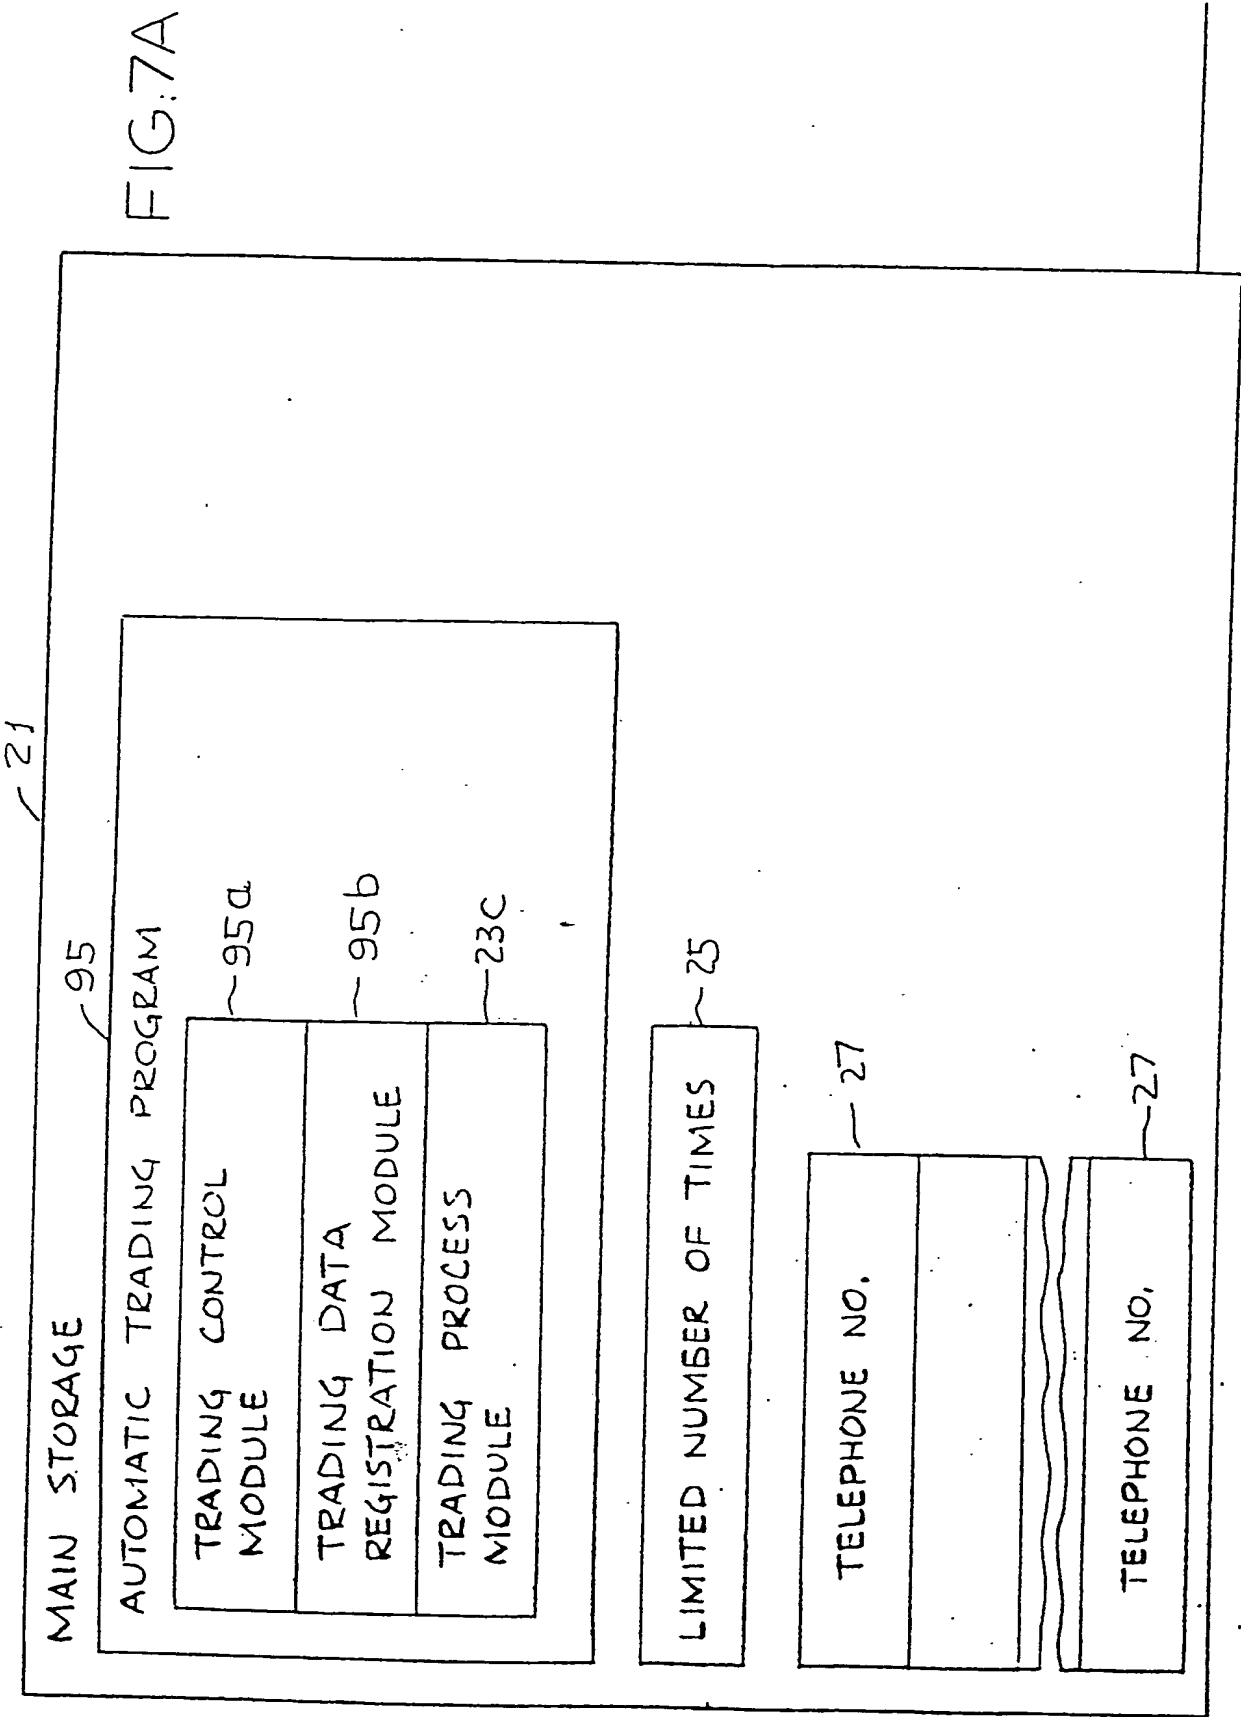 FIG.7A
21
MAIN STORAGE
95
AUTOMATIC TRADING PROGRAM
TRADING CONTROL
MODULE
95a
TRADING DATA
REGISTRATION MODULE
95b
TRADING PROCESS
MODULE
23C
LIMITED NUMBER OF TIMES
25
TELEPHONE NO.
27
TELEPHONE NO.
27